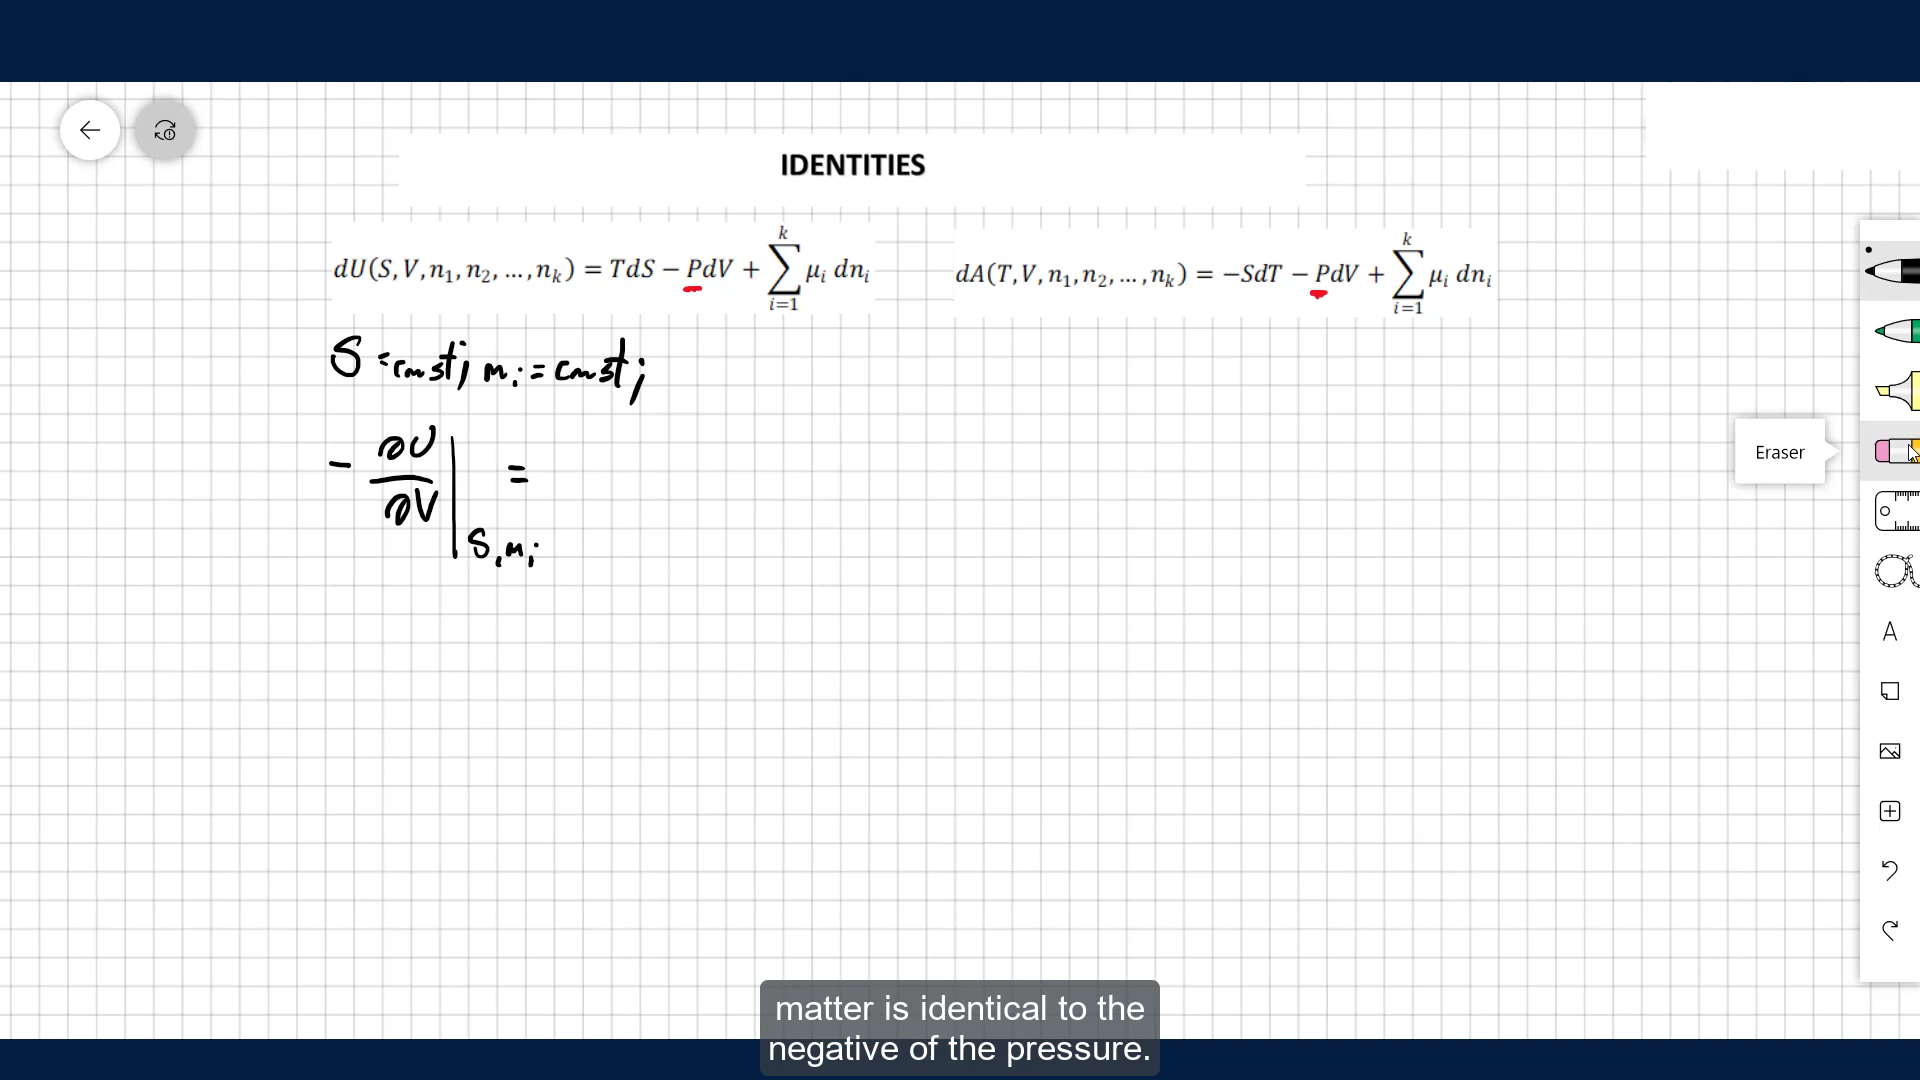 IDENTITIES
dU(S, V, n₁, n₂, …, nₖ) = TdS − PdV + ∑ᵢ₌₁ᵏ μᵢ dnᵢ
dA(T, V, n₁, n₂, …, nₖ) = −SdT − PdV + ∑ᵢ₌₁ᵏ μᵢ dnᵢ
S = const; nᵢ = const;
− ∂U/∂V |S, nᵢ =
Eraser
A
matter is identical to the
negative of the pressure.